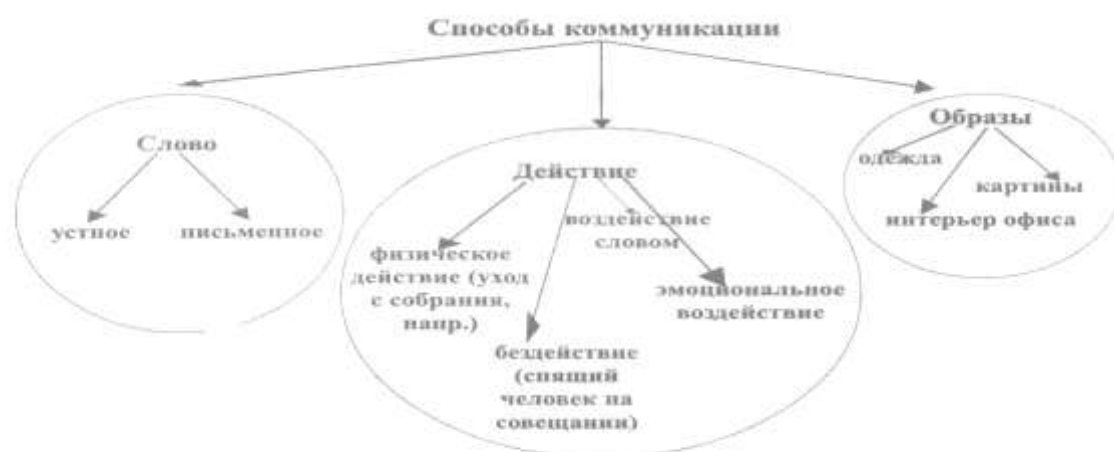 Способы коммуникации
Слово
устное
письменное
Действие
физическое
действие (уход
с собрания,
напр.)
бездействие
(спящий
человек на
совещании)
воздействие
словом
эмоциональное
воздействие
Образы
одежда
картины
интерьер офиса